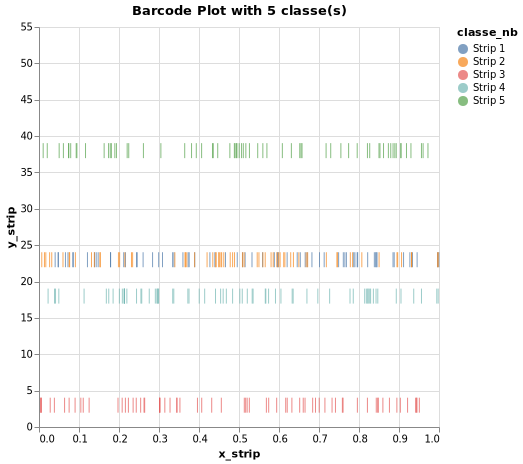 Barcode Plot with 5 classe(s)
55
50
45
40
35
30
25
20
15
10
5
0
y_strip
0.0 0.1 0.2 0.3 0.4 0.5 0.6 0.7 0.8 0.9 1.0
x_strip
classe_nb
Strip 1
Strip 2
Strip 3
Strip 4
Strip 5